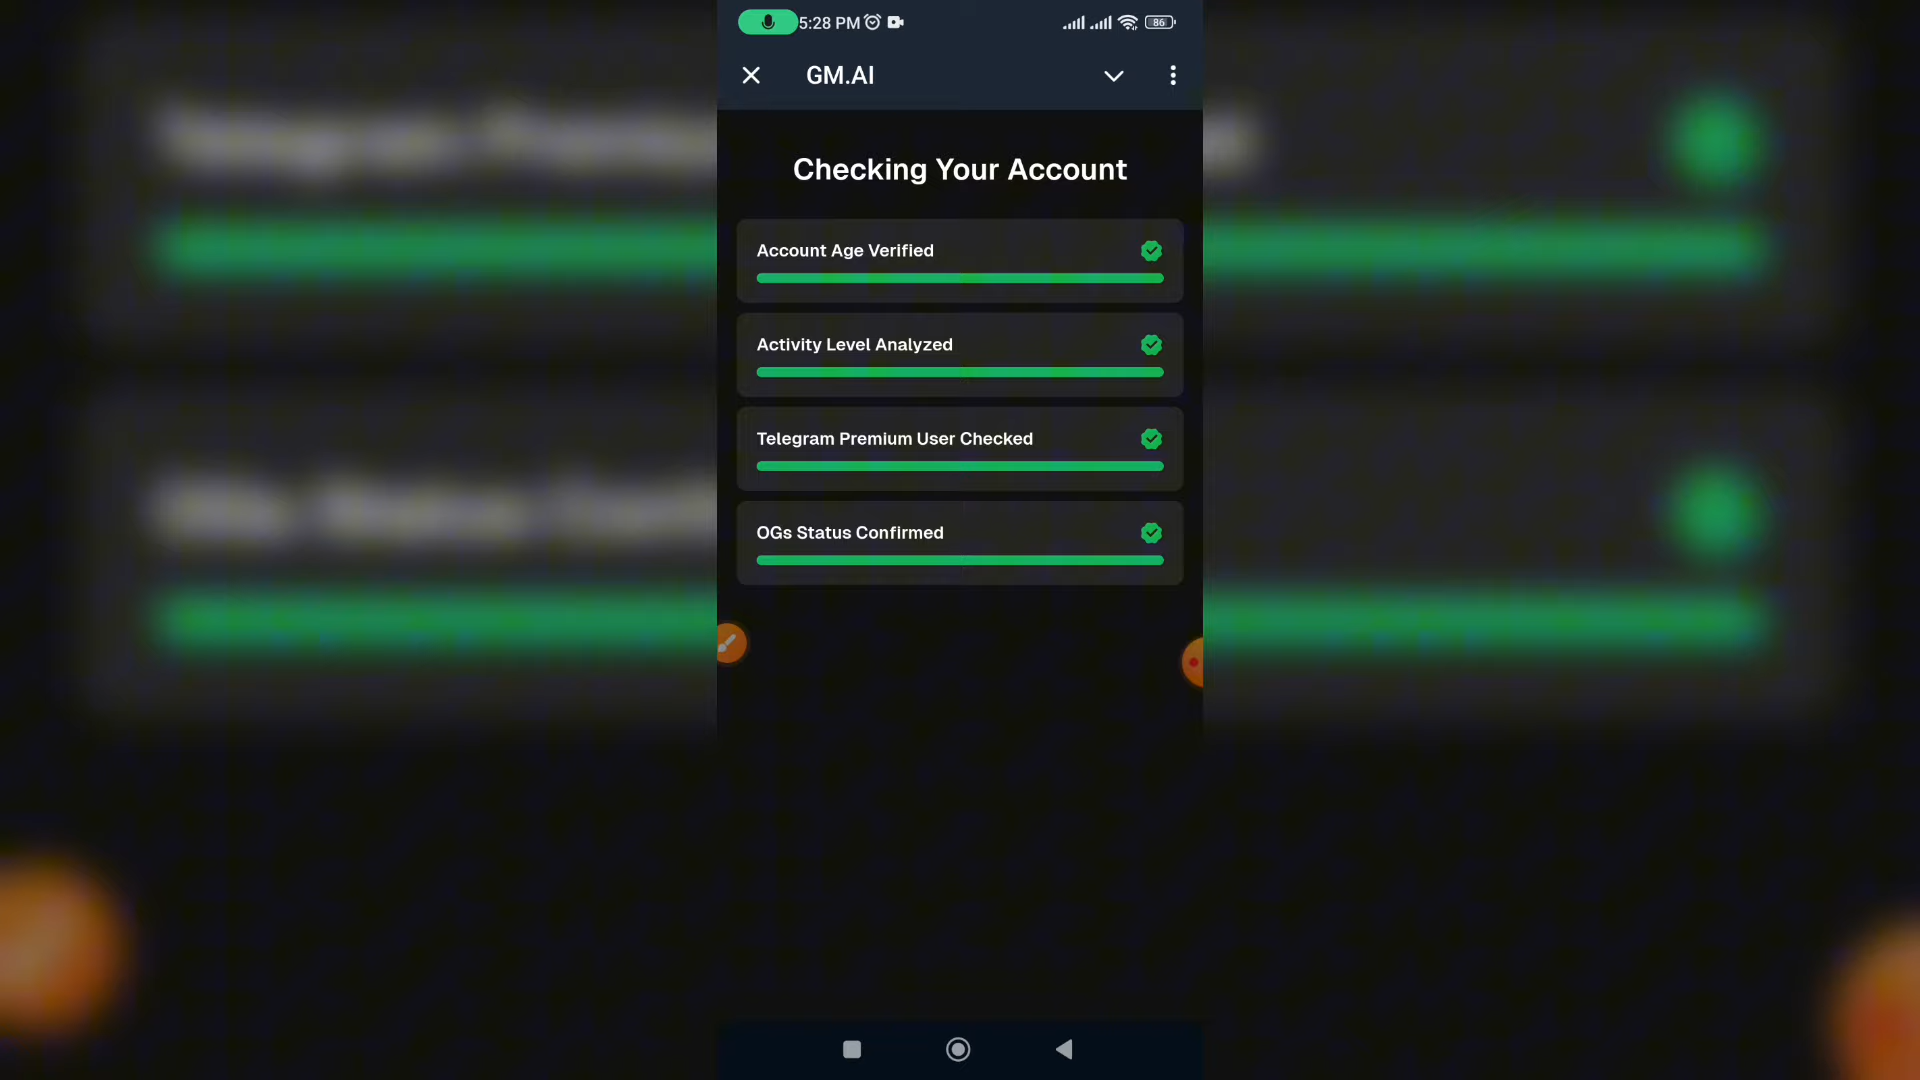 5:28 PM
86
GM.AI
Checking Your Account
Account Age Verified
Activity Level Analyzed
Telegram Premium User Checked
OGs Status Confirmed